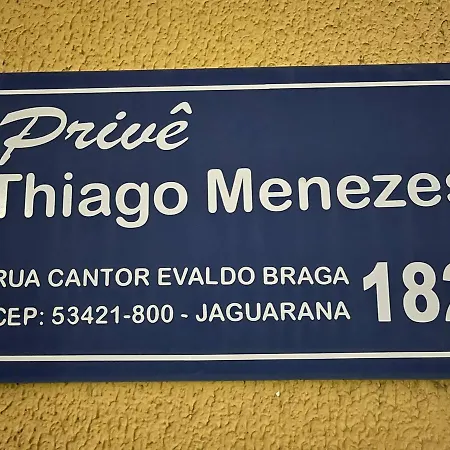 Privê
Thiago Menezes
RUA CANTOR EVALDO BRAGA
CEP: 53421-800 - JAGUARANA
182